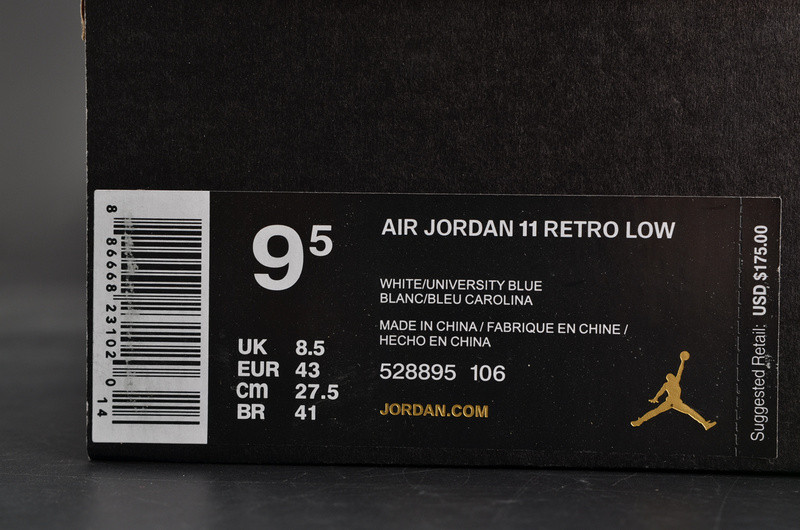 8 86668 23102 0 14
9⁵
AIR JORDAN 11 RETRO LOW
WHITE/UNIVERSITY BLUE
BLANC/BLEU CAROLINA
MADE IN CHINA / FABRIQUE EN CHINE /
HECHO EN CHINA
UK 8.5
EUR 43
cm 27.5
BR 41
528895 106
JORDAN.COM
Suggested Retail: USD $175.00